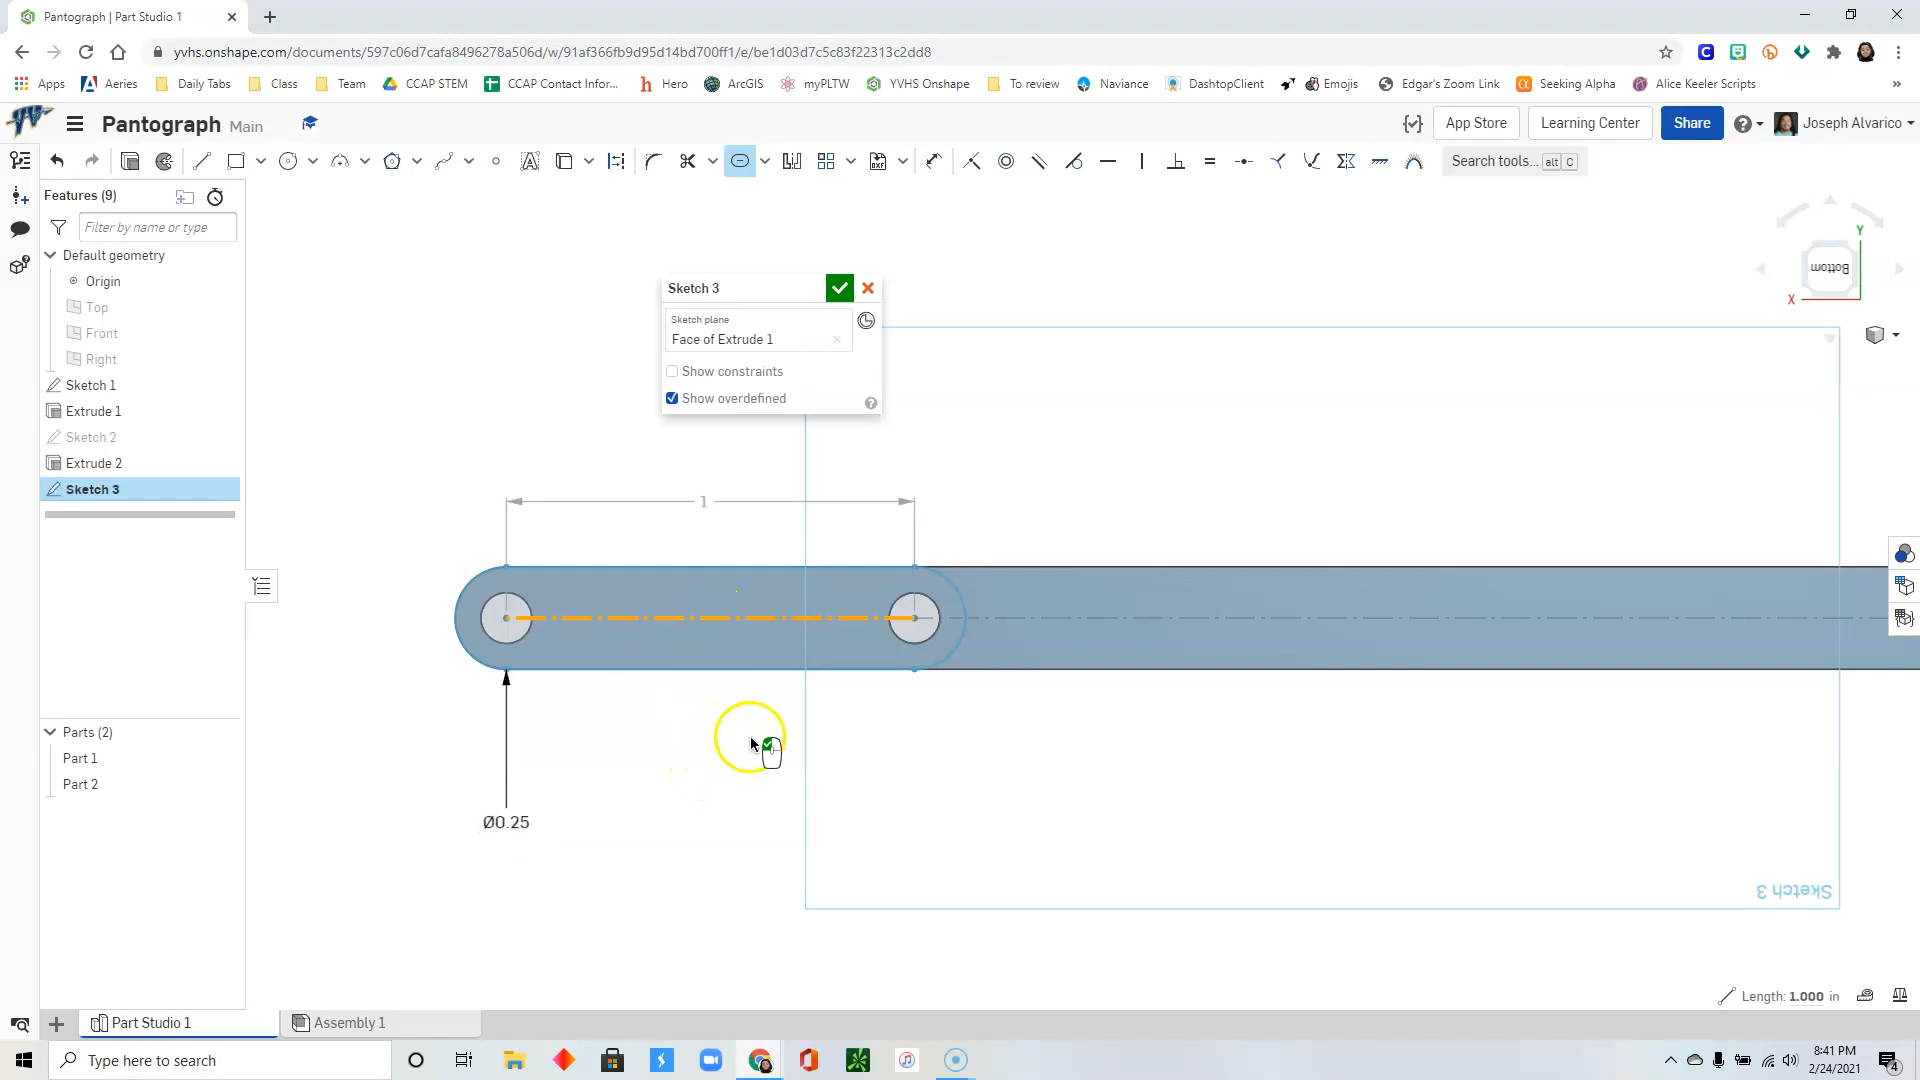 Pantograph | Part Studio 1
yvhs.onshape.com/documents/597c06d7cafa8496278a506d/w/91af366fb9d95d14bd700ff1/e/be1d03d7c5c83f22313c2dd8
Apps Aeries Daily Tabs Class Team CCAP STEM CCAP Contact Infor... Hero ArcGIS myPLTW YVHS Onshape To review Naviance DashtopClient Emojis Edgar's Zoom Link Seeking Alpha Alice Keeler Scripts »
Pantograph Main App Store Learning Center Share Joseph Alvarico
Search tools... alt C
Features (9)
Filter by name or type
Default geometry
Origin
Top
Front
Right
Sketch 1
Extrude 1
Sketch 2
Extrude 2
Sketch 3
Parts (2)
Part 1
Part 2
Sketch 3
Sketch plane
Face of Extrude 1
Show constraints
Show overdefined
Y
Bottom
X
1
Ø0.25
Sketch 3
Length: 1.000 in
Part Studio 1 Assembly 1
Type here to search
8:41 PM
2/24/2021
4